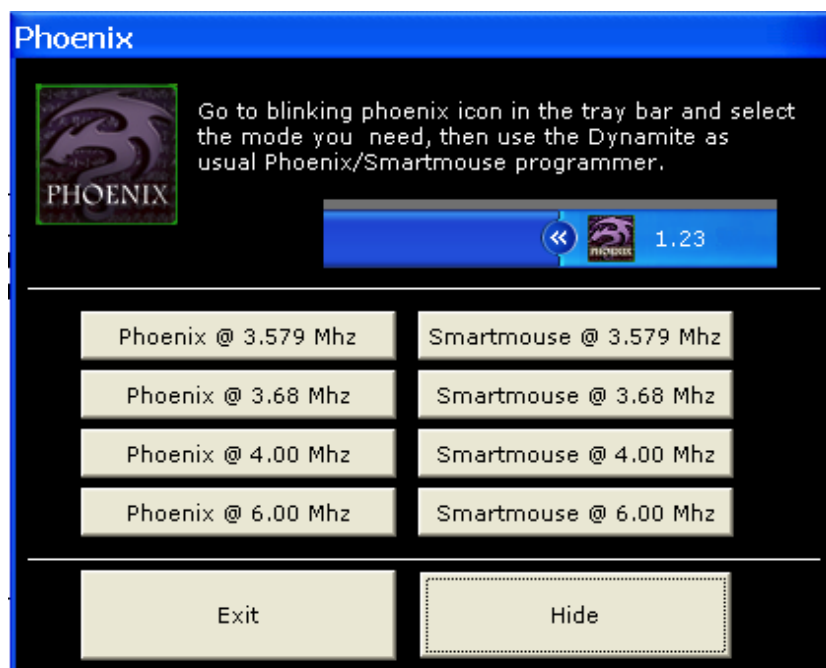 Phoenix
Go to blinking phoenix icon in the tray bar and select
the mode you need, then use the Dynamite as
usual Phoenix/Smartmouse programmer.
PHOENIX
PHOENIX 1.23
Phoenix @ 3.579 Mhz Smartmouse @ 3.579 Mhz
Phoenix @ 3.68 Mhz Smartmouse @ 3.68 Mhz
Phoenix @ 4.00 Mhz Smartmouse @ 4.00 Mhz
Phoenix @ 6.00 Mhz Smartmouse @ 6.00 Mhz
Exit Hide